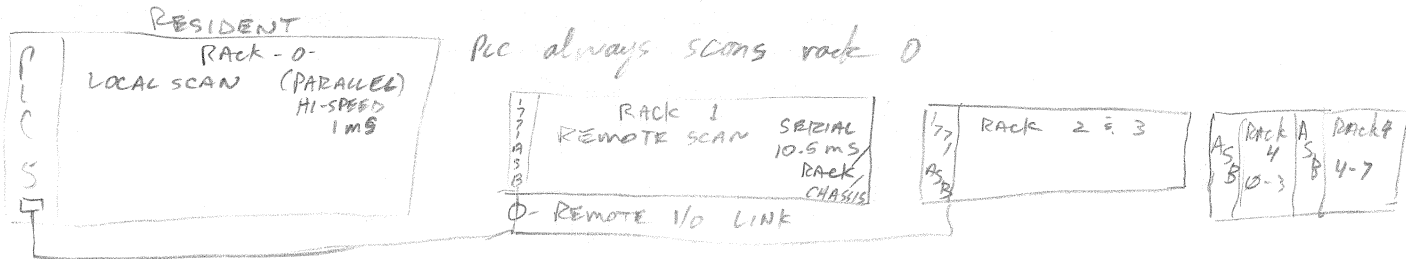 RESIDENT
PLC 5
RACK -0-
LOCAL SCAN (PARALLEL)
HI-SPEED
1 MS
PLC always scans rack 0
1771 ASB
RACK 1
REMOTE SCAN SERIAL
10.5 MS
RACK/
CHASSIS
0- REMOTE I/O LINK
1771 ASB
RACK 2 & 3
ASB
RACK
4
0-3
ASB
RACK 4
4-7